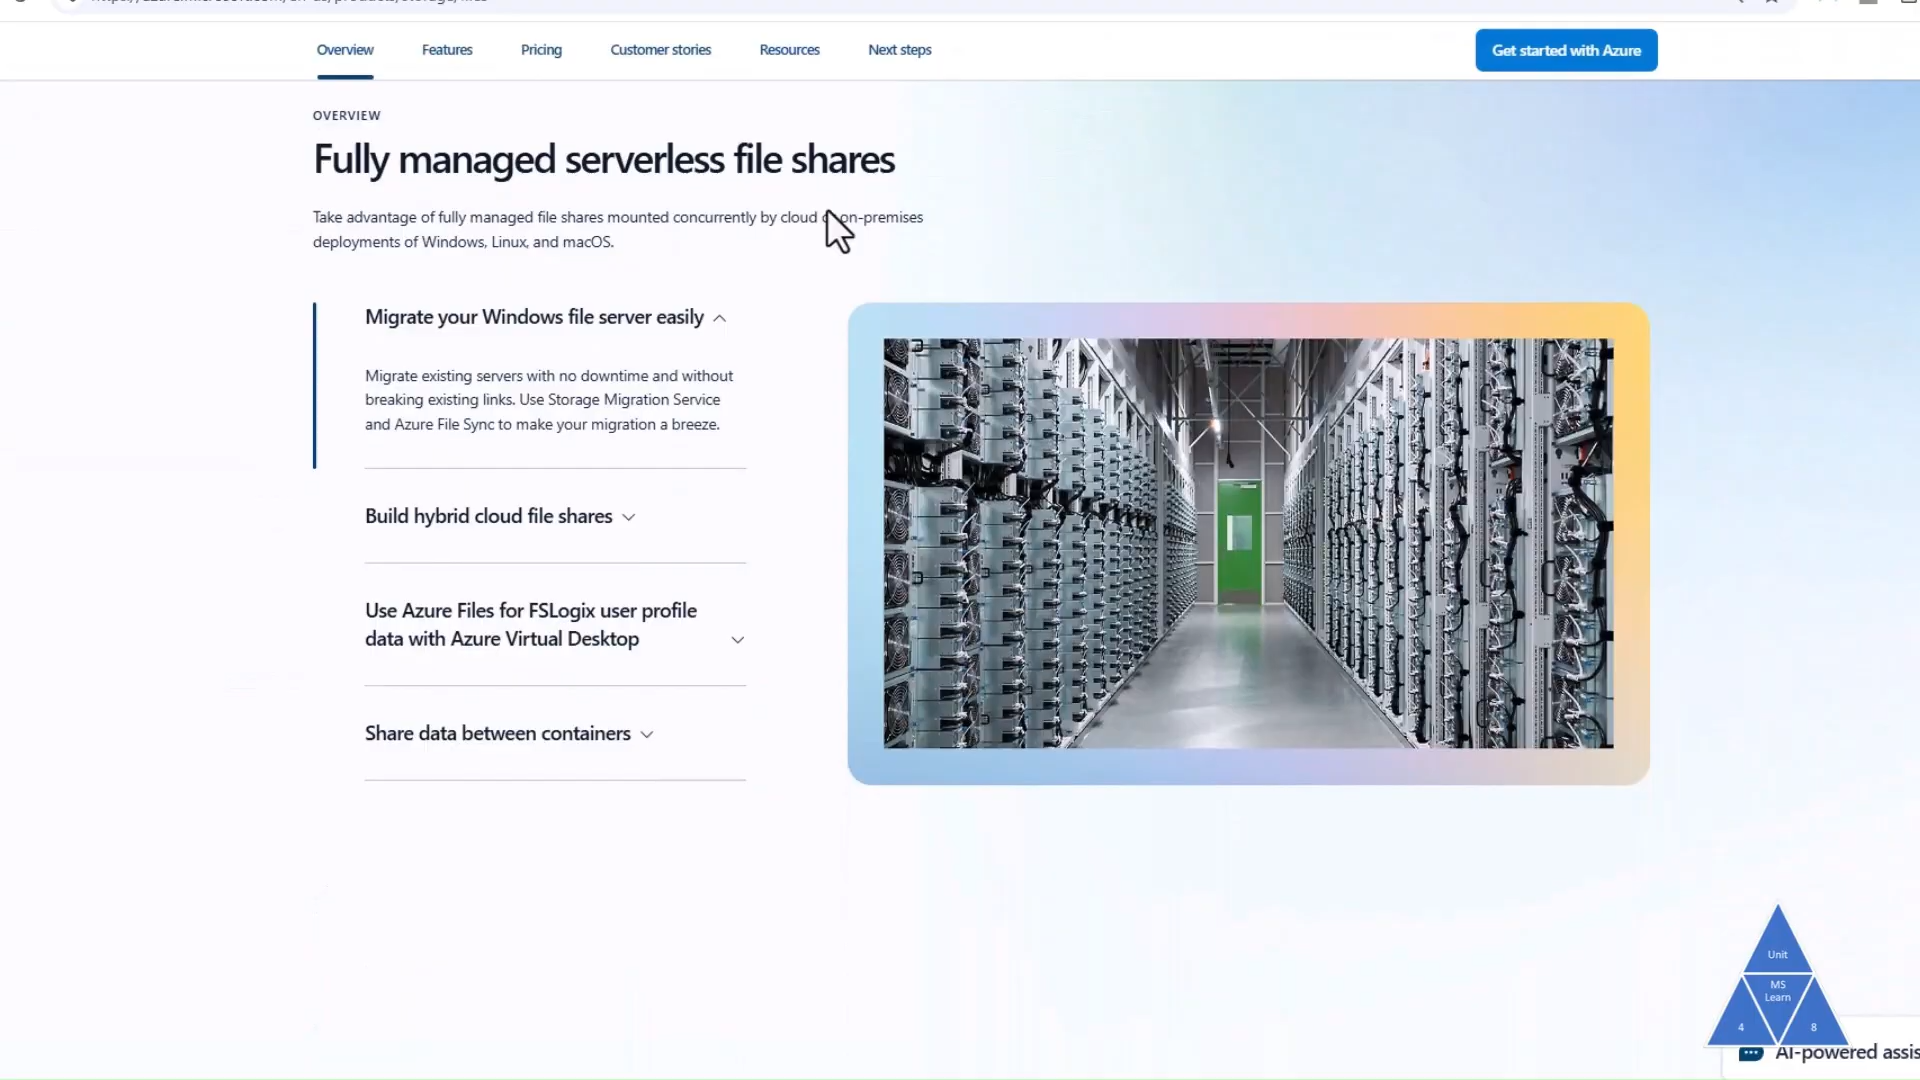 Overview
Features
Pricing
Customer stories
Resources
Next steps
Get started with Azure
OVERVIEW
Fully managed serverless file shares
Take advantage of fully managed file shares mounted concurrently by cloud on-premises
deployments of Windows, Linux, and macOS.
Migrate your Windows file server easily
Migrate existing servers with no downtime and without
breaking existing links. Use Storage Migration Service
and Azure File Sync to make your migration a breeze.
Build hybrid cloud file shares
Use Azure Files for FSLogix user profile
data with Azure Virtual Desktop
Share data between containers
Unit
MS
Learn
4
8
AI-powered